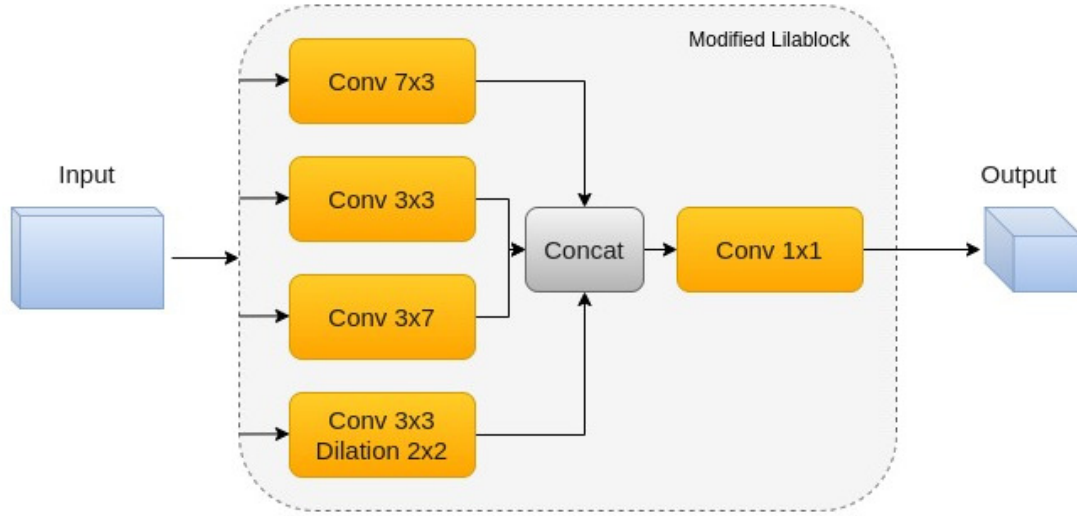 Modified Lilablock
Input
Conv 7x3
Conv 3x3
Conv 3x7
Conv 3x3
Dilation 2x2
Concat
Conv 1x1
Output